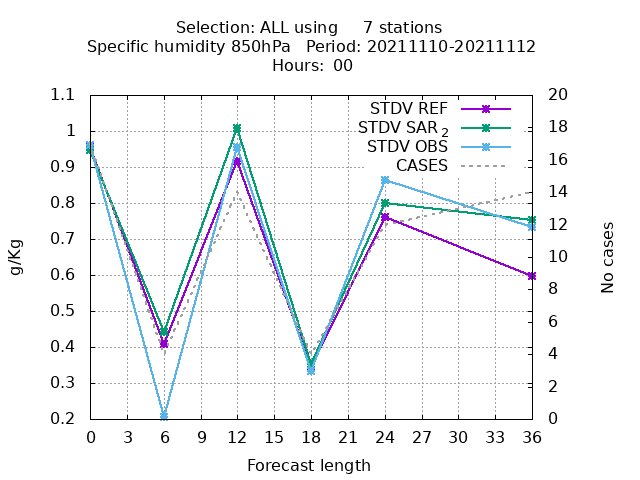 Selection: ALL using     7 stations
Specific humidity 850hPa   Period: 20211110-20211112
Hours:  00
1.1
1
0.9
0.8
0.7
0.6
0.5
0.4
0.3
0.2
g/Kg
STDV REF
STDV SAR 2
STDV OBS
CASES
20
18
16
14
12
10
8
6
4
2
0
No cases
0 3 6 9 12 15 18 21 24 27 30 33 36
Forecast length